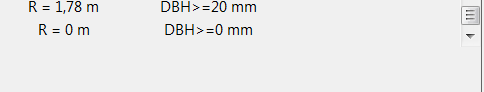 R = 1,78 m DBH>=20 mm
R = 0 m DBH>=0 mm